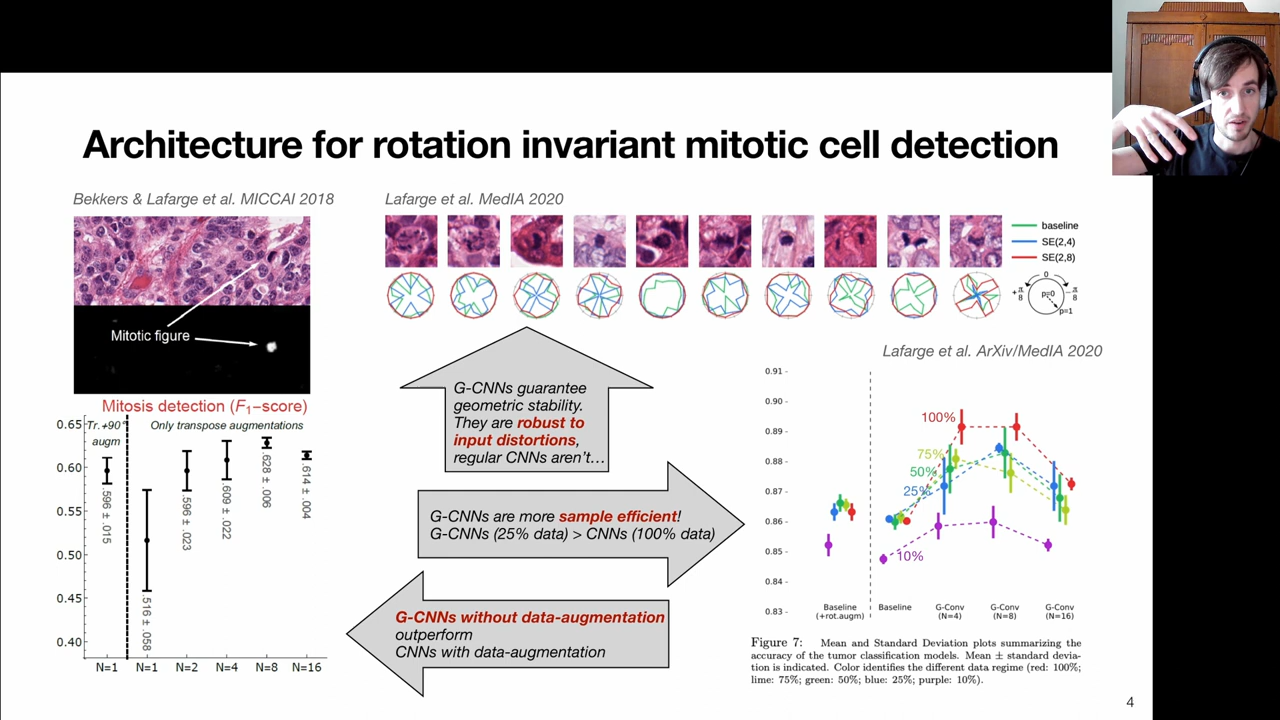 Architecture for rotation invariant mitotic cell detection
Bekkers & Lafarge et al. MICCAI 2018
Mitotic figure
Mitosis detection (F₁−score)
Tr.+90°
augm
Only transpose augmentations
0.65
0.60
0.55
0.50
0.45
0.40
.596 ± .015
.516 ± .058
.596 ± .023
.609 ± .022
.628 ± .006
.614 ± .004
N=1
N=1
N=2
N=4
N=8
N=16
Lafarge et al. MedIA 2020
baseline
SE(2,4)
SE(2,8)
0
+π/8
−π/8
p=0
p=1
G-CNNs guarantee
geometric stability.
They are robust to
input distortions,
regular CNNs aren't…
G-CNNs are more sample efficient!
G-CNNs (25% data) > CNNs (100% data)
G-CNNs without data-augmentation
outperform
CNNs with data-augmentation
Lafarge et al. ArXiv/MedIA 2020
0.91
0.90
0.89
0.88
0.87
0.86
0.85
0.84
0.83
100%
75%
50%
25%
10%
Baseline
(+rot.augm)
Baseline
G-Conv
(N=4)
G-Conv
(N=8)
G-Conv
(N=16)
Figure 7: Mean and Standard Deviation plots summarizing the
accuracy of the tumor classification models. Mean ± standard devia-
tion is indicated. Color identifies the different data regime (red: 100%;
lime: 75%; green: 50%; blue: 25%; purple: 10%).
4